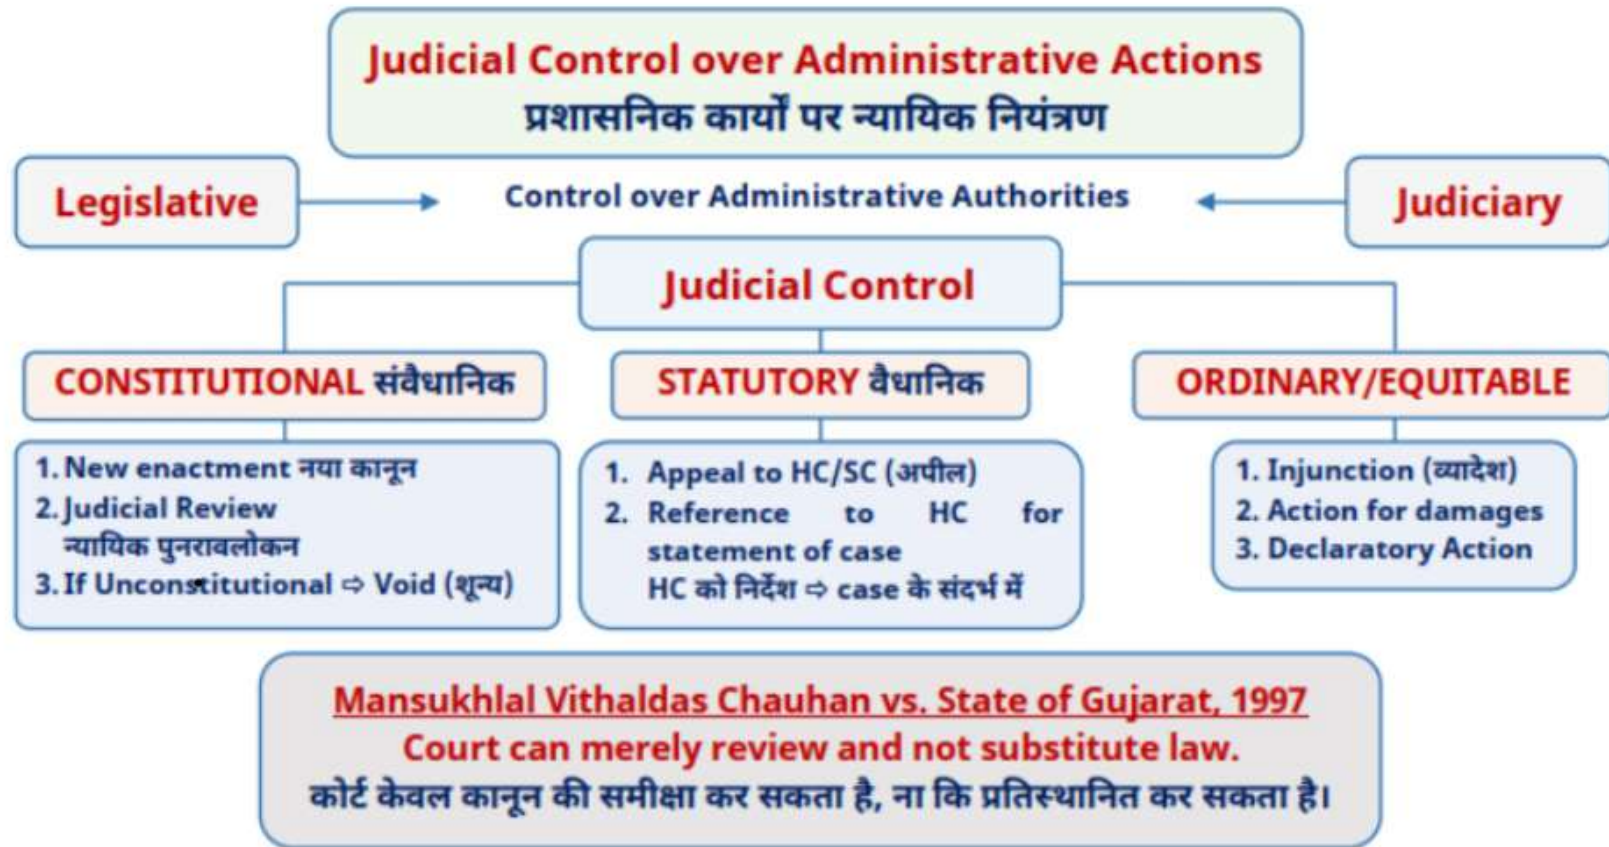 Judicial Control over Administrative Actions
प्रशासनिक कार्यों पर न्यायिक नियंत्रण
Legislative
Control over Administrative Authorities
Judiciary
Judicial Control
CONSTITUTIONAL संवैधानिक
1. New enactment नया कानून
2. Judicial Review
न्यायिक पुनरावलोकन
3. If Unconstitutional ⇨ Void (शून्य)
STATUTORY वैधानिक
1. Appeal to HC/SC (अपील)
2. Reference to HC for
statement of case
HC को निर्देश ⇨ case के संदर्भ में
ORDINARY/EQUITABLE
1. Injunction (व्यादेश)
2. Action for damages
3. Declaratory Action
Mansukhlal Vithaldas Chauhan vs. State of Gujarat, 1997
Court can merely review and not substitute law.
कोर्ट केवल कानून की समीक्षा कर सकता है, ना कि प्रतिस्थानित कर सकता है।